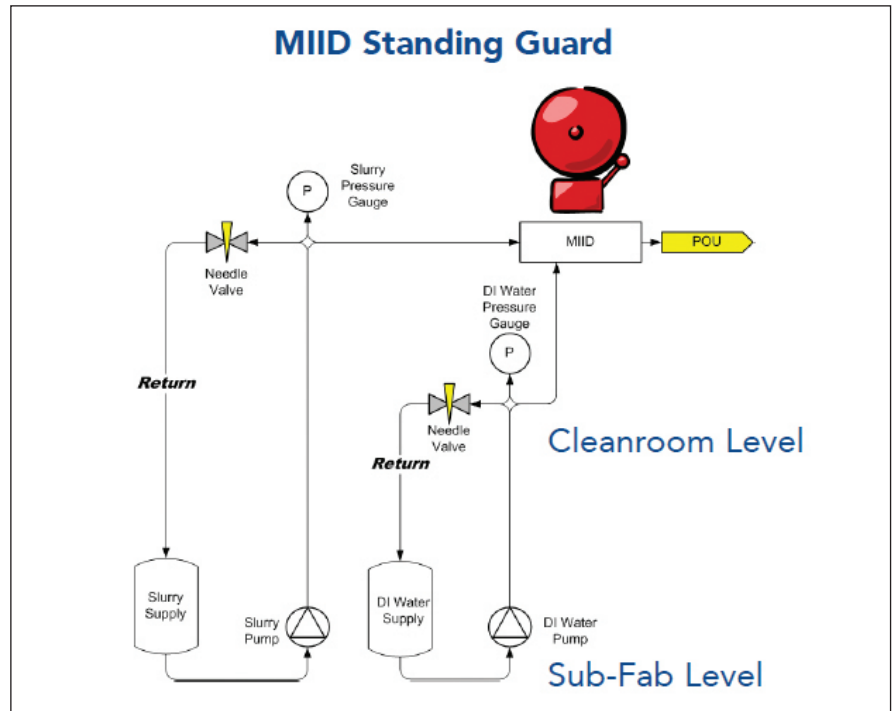 MIID Standing Guard
Slurry
Pressure
Gauge
P
MIID
POU
Needle
Valve
DI Water
Pressure
Gauge
P
Return
Needle
Valve
Cleanroom Level
Return
Slurry
Supply
Slurry
Pump
DI Water
Supply
DI Water
Pump
Sub-Fab Level